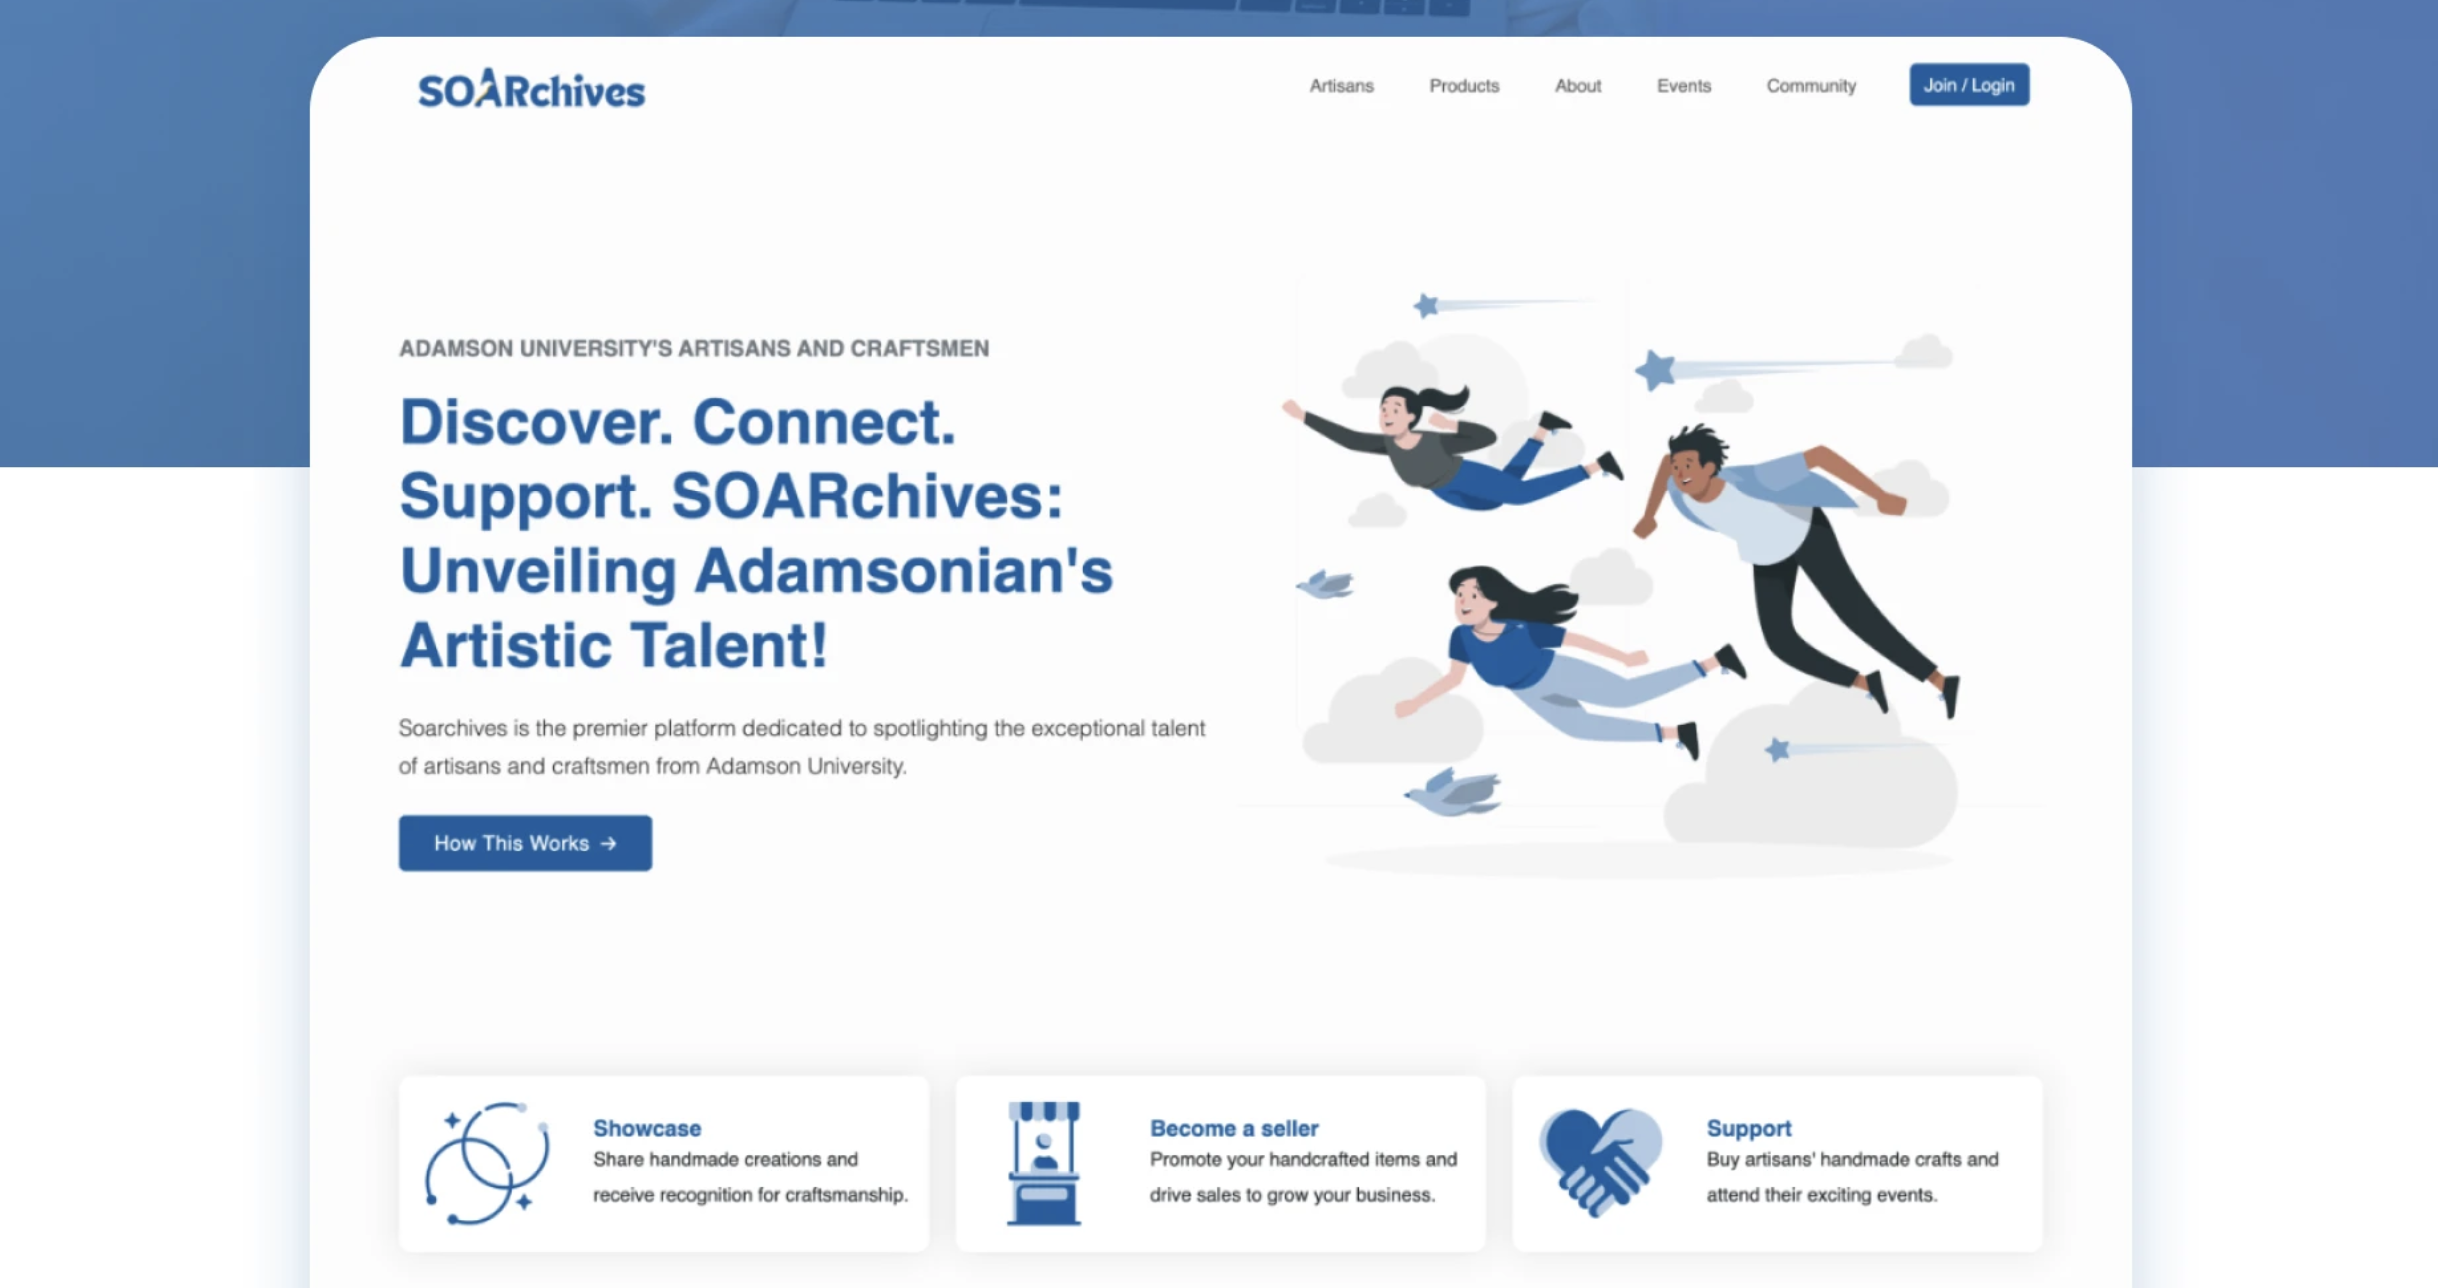 SOARchives
Artisans
Products
About
Events
Community
Join / Login
ADAMSON UNIVERSITY'S ARTISANS AND CRAFTSMEN
Discover. Connect.
Support. SOARchives:
Unveiling Adamsonian's
Artistic Talent!
Soarchives is the premier platform dedicated to spotlighting the exceptional talent
of artisans and craftsmen from Adamson University.
How This Works →
Showcase
Share handmade creations and
receive recognition for craftsmanship.
Become a seller
Promote your handcrafted items and
drive sales to grow your business.
Support
Buy artisans' handmade crafts and
attend their exciting events.